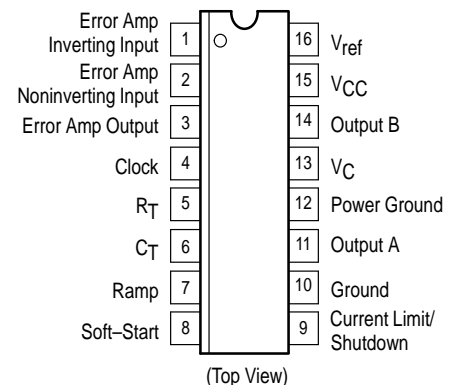 Error Amp
Inverting Input
1
Error Amp
Noninverting Input
2
Error Amp Output
3
Clock
4
RT
5
CT
6
Ramp
7
Soft–Start
8
16
Vref
15
VCC
14
Output B
13
VC
12
Power Ground
11
Output A
10
Ground
9
Current Limit/
Shutdown
(Top View)